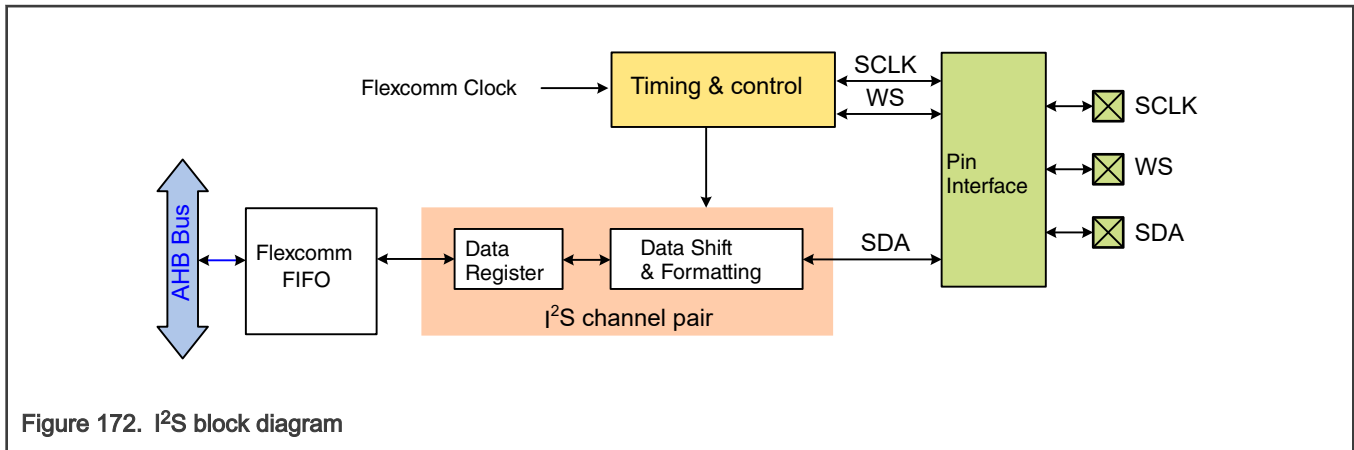 Flexcomm Clock
Timing & control
SCLK
WS
Pin
Interface
SCLK
WS
SDA
AHB Bus
Flexcomm
FIFO
Data
Register
Data Shift
& Formatting
SDA
I²S channel pair
Figure 172. I²S block diagram